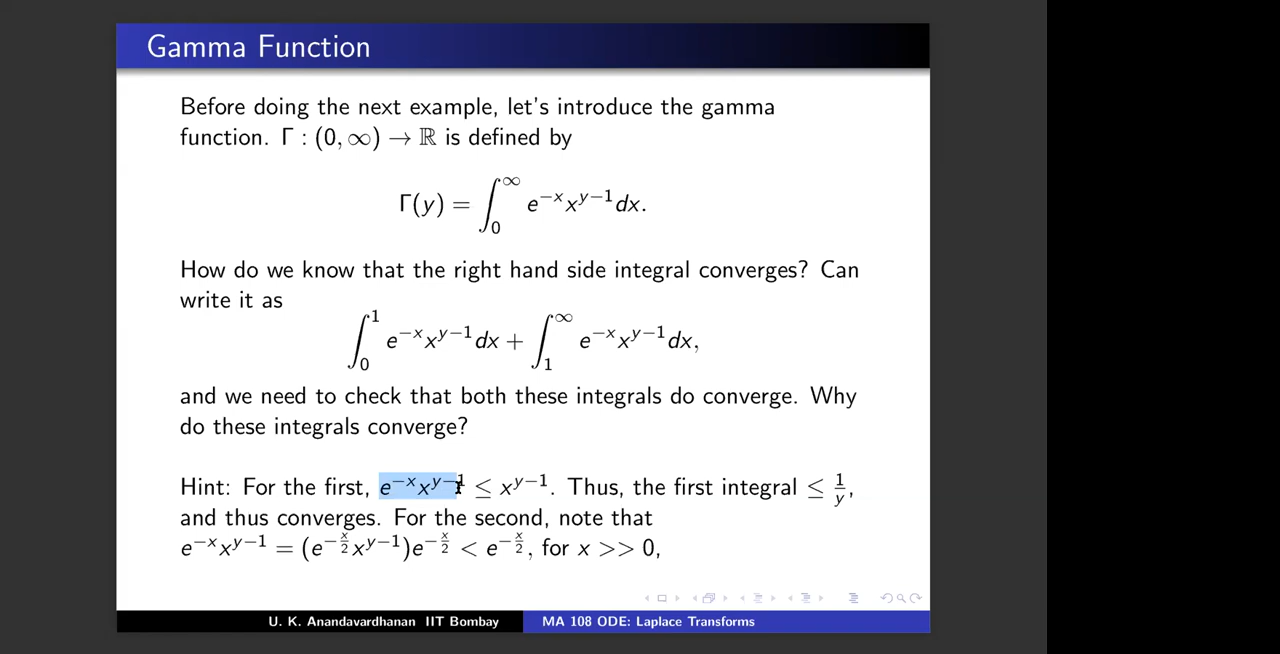 Gamma Function
Before doing the next example, let's introduce the gamma
function. Γ : (0, ∞) → ℝ is defined by
Γ(y) = ∫₀^∞ e^{−x}x^{y−1}dx.
How do we know that the right hand side integral converges? Can
write it as
∫₀^1 e^{−x}x^{y−1}dx + ∫₁^∞ e^{−x}x^{y−1}dx,
and we need to check that both these integrals do converge. Why
do these integrals converge?
Hint: For the first, e^{−x}x^{y−1} ≤ x^{y−1}. Thus, the first integral ≤ 1/y,
and thus converges. For the second, note that
e^{−x}x^{y−1} = (e^{−x/2}x^{y−1})e^{−x/2} < e^{−x/2}, for x >> 0,
U. K. Anandavardhanan IIT Bombay MA 108 ODE: Laplace Transforms